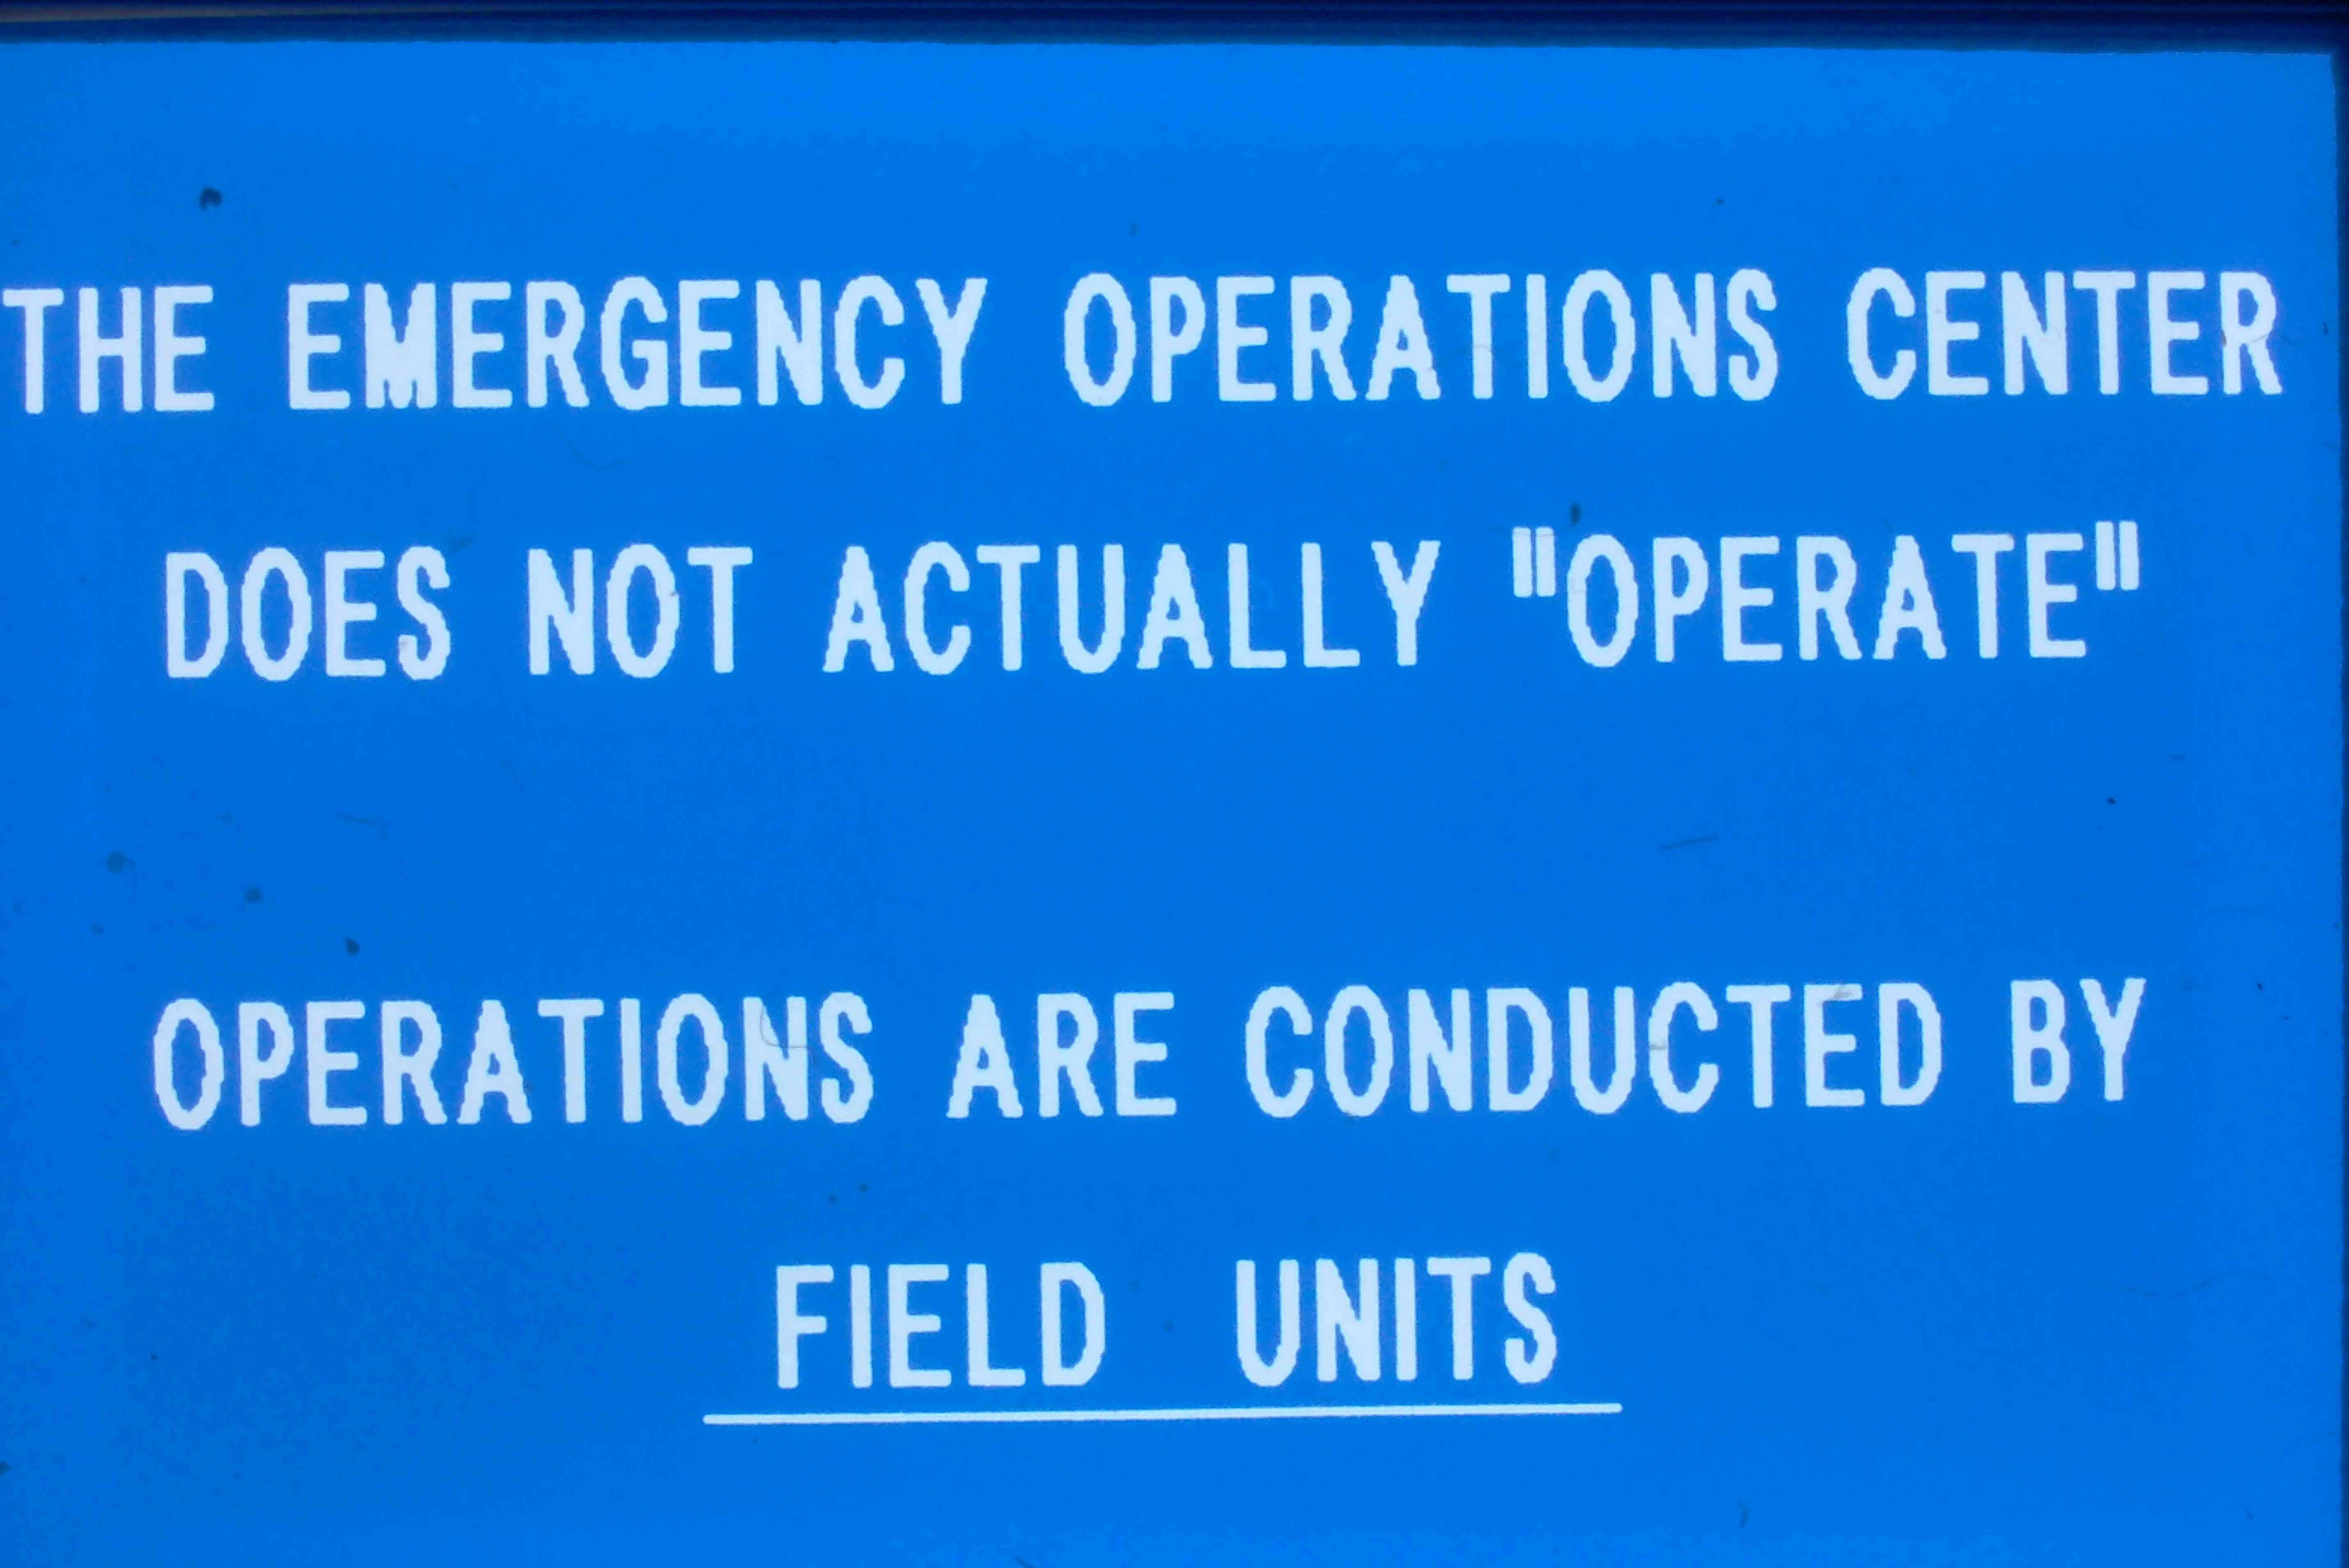 THE EMERGENCY OPERATIONS CENTER
DOES NOT ACTUALLY "OPERATE"
OPERATIONS ARE CONDUCTED BY
FIELD UNITS